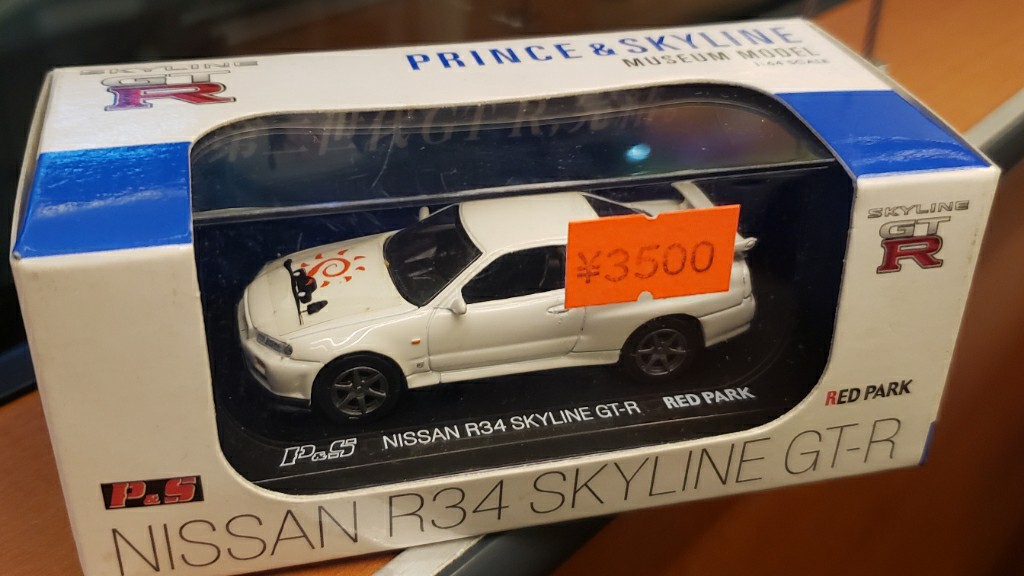 SKYLINE
GT
R
PRINCE & SKYLINE
MUSEUM MODEL
1:64 SCALE
¥3500
SKYLINE
GT
R
P&S NISSAN R34 SKYLINE GT-R RED PARK
RED PARK
P&S
NISSAN R34 SKYLINE GT-R